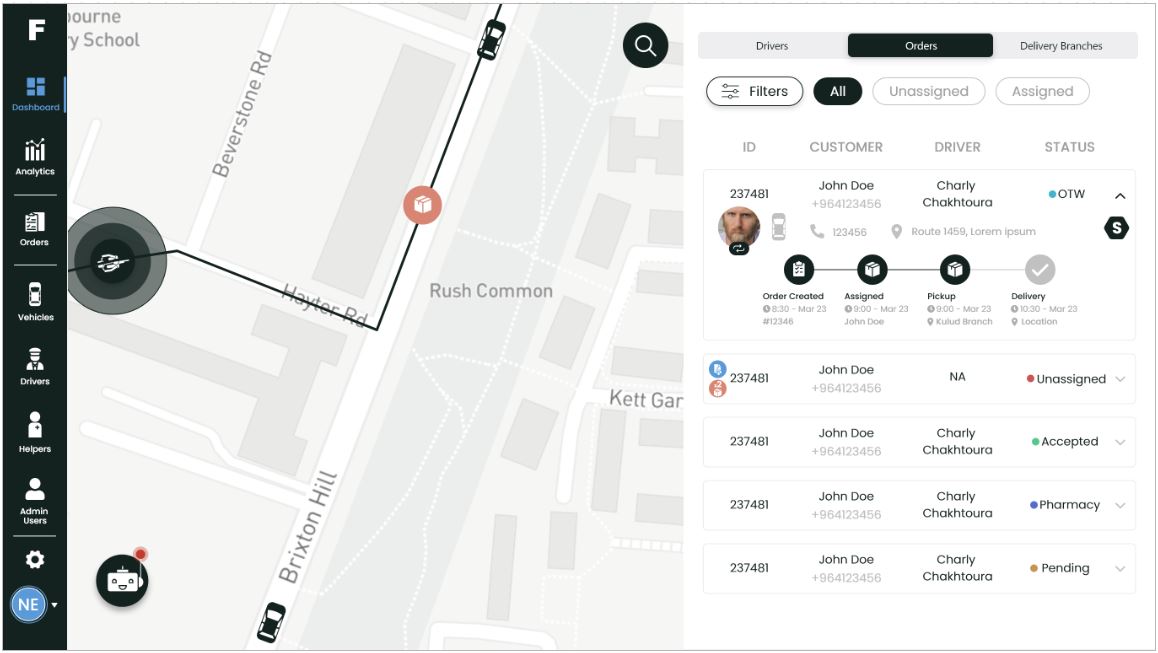 F
Dashboard
Analytics
Orders
Vehicles
Drivers
Helpers
Admin
Users
NE
bourne
ry School
Beverstone Rd
Hayter Rd
Rush Common
Kett Gar
Brixton Hill
Drivers
Orders
Delivery Branches
Filters
All
Unassigned
Assigned
ID
CUSTOMER
DRIVER
STATUS
237481
John Doe
+964123456
Charly
Chakhtoura
OTW
S
123456
Route 1459, Lorem ipsum
Order Created
8:30 - Mar 23
#12346
Assigned
9:00 - Mar 23
John Doe
Pickup
9:00 - Mar 23
Kulud Branch
Delivery
10:30 - Mar 23
Location
x2
237481
John Doe
+964123456
NA
Unassigned
237481
John Doe
+964123456
Charly
Chakhtoura
Accepted
237481
John Doe
+964123456
Charly
Chakhtoura
Pharmacy
237481
John Doe
+964123456
Charly
Chakhtoura
Pending